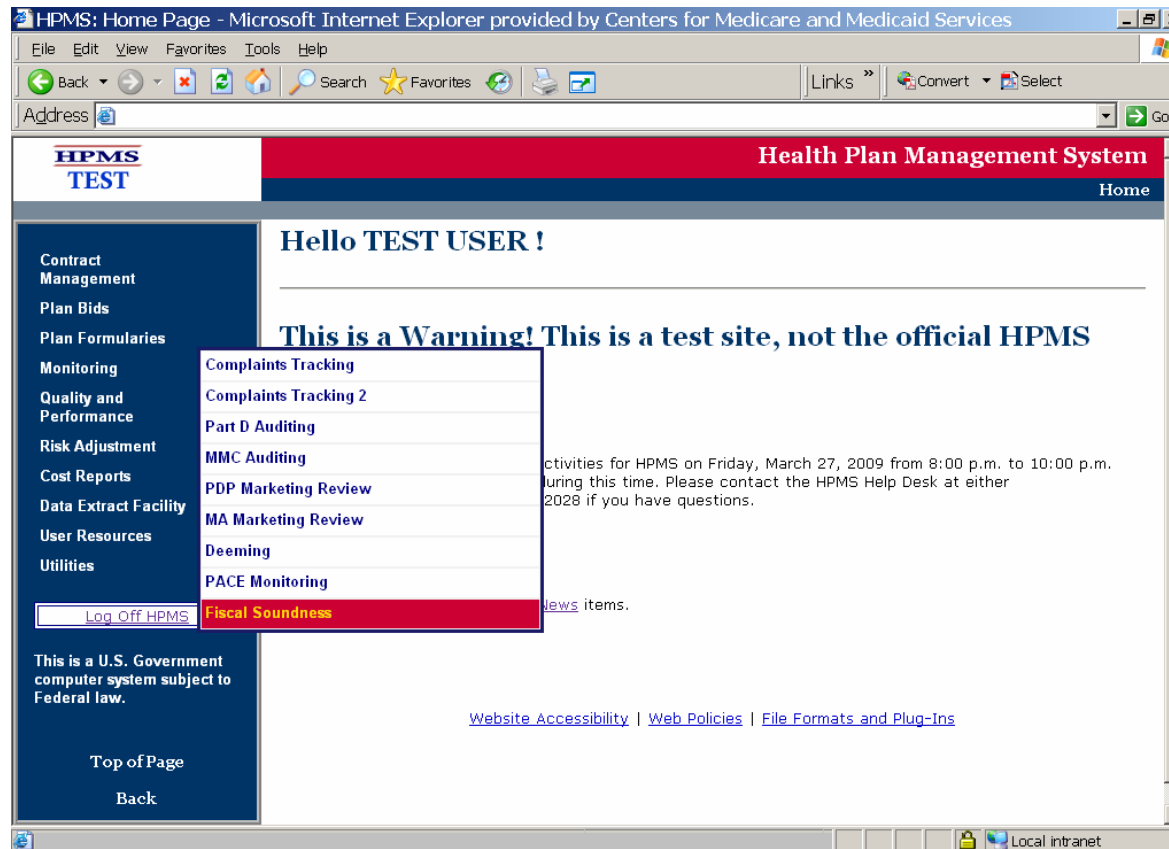 HPMS: Home Page - Microsoft Internet Explorer provided by Centers for Medicare and Medicaid Services
File Edit View Favorites Tools Help
Back Search Favorites Links » Convert Select
Address Go
HPMS
TEST
Health Plan Management System
Home
Contract
Management
Plan Bids
Plan Formularies
Monitoring
Quality and
Performance
Risk Adjustment
Cost Reports
Data Extract Facility
User Resources
Utilities
Log Off HPMS
This is a U.S. Government
computer system subject to
Federal law.
Top of Page
Back
Complaints Tracking
Complaints Tracking 2
Part D Auditing
MMC Auditing
PDP Marketing Review
MA Marketing Review
Deeming
PACE Monitoring
Fiscal Soundness
Hello TEST USER !
This is a Warning! This is a test site, not the official HPMS
ctivities for HPMS on Friday, March 27, 2009 from 8:00 p.m. to 10:00 p.m.
during this time. Please contact the HPMS Help Desk at either
2028 if you have questions.
News items.
Website Accessibility | Web Policies | File Formats and Plug-Ins
Local intranet